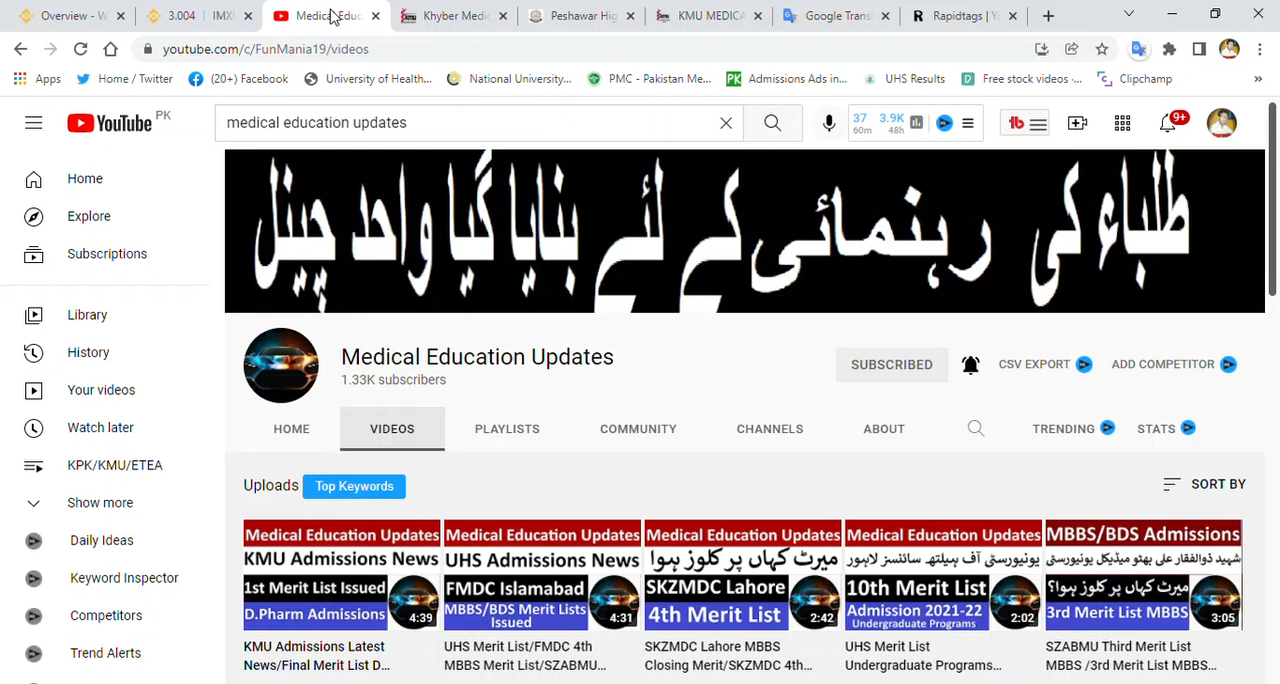 Overview - W
3.004 | IMXI
Medical Educ
Khyber Medic
Peshawar Hig
KMU MEDICA
Google Trans
Rapidtags | Yo
youtube.com/c/FunMania19/videos
Apps
Home / Twitter
(20+) Facebook
University of Health...
National University...
PMC - Pakistan Me...
Admissions Ads in...
UHS Results
Free stock videos -...
Clipchamp
YouTube PK
medical education updates
37
60m
3.9K
48h
9+
Home
Explore
Subscriptions
Library
History
Your videos
Watch later
KPK/KMU/ETEA
Show more
Daily Ideas
Keyword Inspector
Competitors
Trend Alerts
طلباء کی رہنمائی کے لئے بنایا گیا واحد چینل
Medical Education Updates
1.33K subscribers
SUBSCRIBED
CSV EXPORT
ADD COMPETITOR
HOME
VIDEOS
PLAYLISTS
COMMUNITY
CHANNELS
ABOUT
TRENDING
STATS
Uploads
Top Keywords
SORT BY
Medical Education Updates
KMU Admissions News
1st Merit List Issued
D.Pharm Admissions
4:39
KMU Admissions Latest
News/Final Merit List D...
Medical Education Updates
UHS Admissions News
FMDC Islamabad
MBBS/BDS Merit Lists
Issued
4:31
UHS Merit List/FMDC 4th
MBBS Merit List/SZABMU...
Medical Education Updates
میرٹ کہاں پر کلوز ہوا
SKZMDC Lahore
4th Merit List
2:42
SKZMDC Lahore MBBS
Closing Merit/SKZMDC 4th...
Medical Education Updates
یونیورسٹی آف ہیلتھ سائنسز لاہور
10th Merit List
Admission 2021-22
Undergraduate Programs
2:02
UHS Merit List
Undergraduate Programs...
MBBS/BDS Admissions
شہید ذوالفقار علی بھٹو میڈیکل یونیورسٹی
میرٹ کہاں پر کلوز ہوا؟
3rd Merit List MBBS
3:05
SZABMU Third Merit List
MBBS /3rd Merit List MBBS...